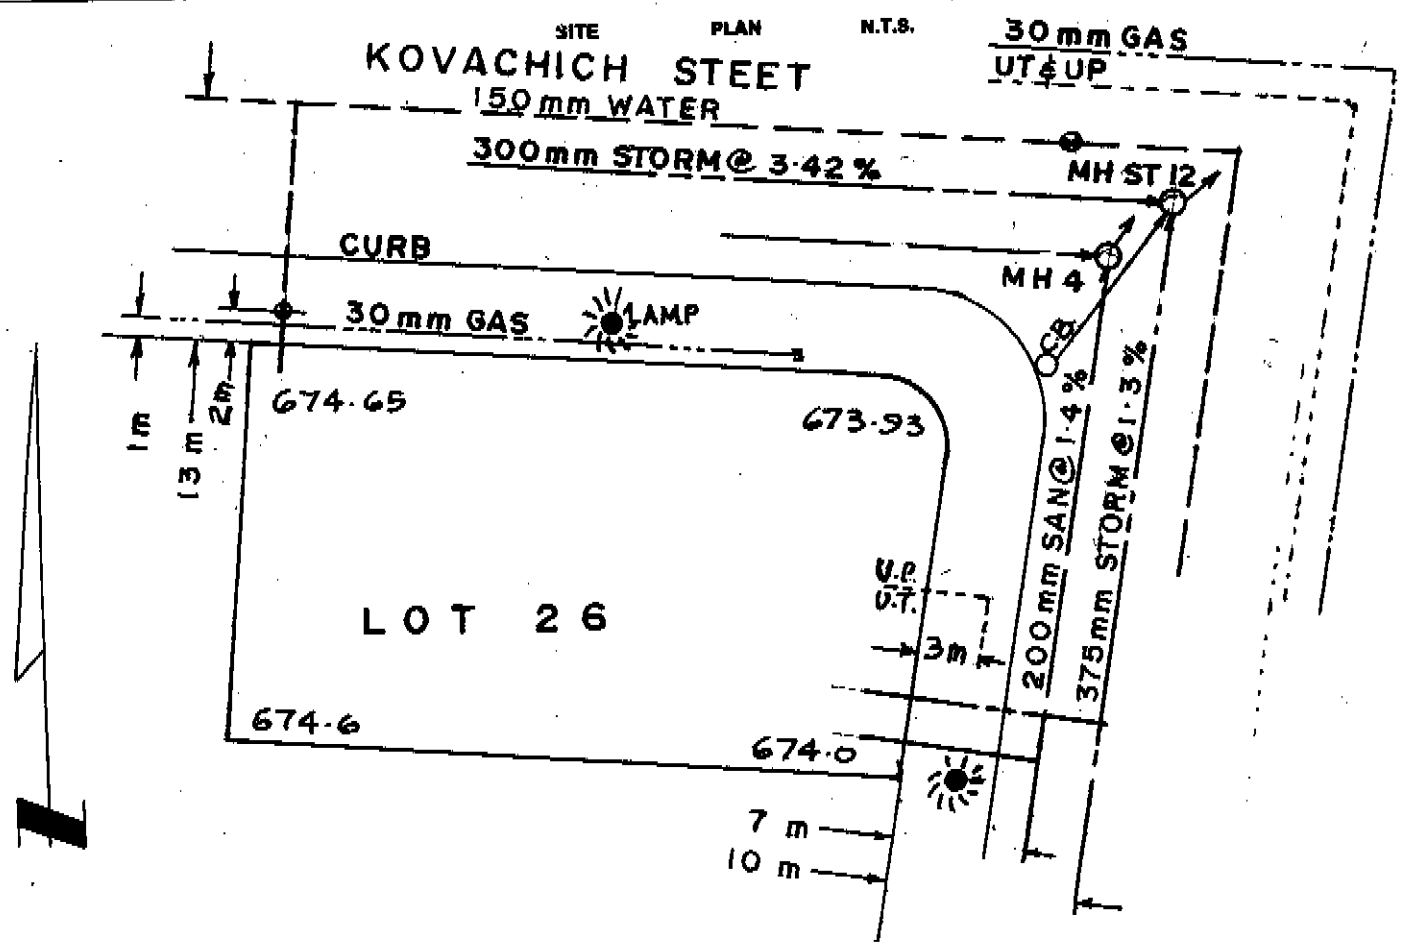 SITE PLAN N.T.S.
30mm GAS
UT & UP
KOVACHICH STEET
150mm WATER
300mm STORM @ 3.42 %
MH ST 12
CURB
MH 4
30mm GAS
LAMP
CB
1m
13m
2m
674.65
673.93
200mm SAN @ 1.4 %
375mm STORM @ 1.3 %
U.P.
U.T.
LOT 26
3m
674.6
674.0
7 m
10 m